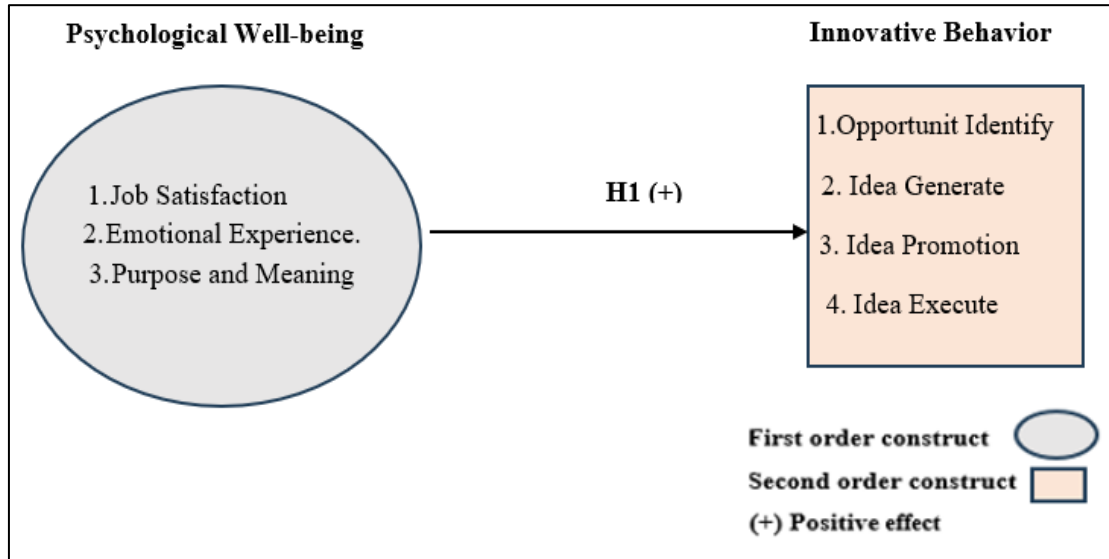 Psychological Well-being
Innovative Behavior
1.Job Satisfaction
2.Emotional Experience.
3.Purpose and Meaning
H1 (+)
1.Opportunit Identify
2. Idea Generate
3. Idea Promotion
4. Idea Execute
First order construct
Second order construct
(+) Positive effect